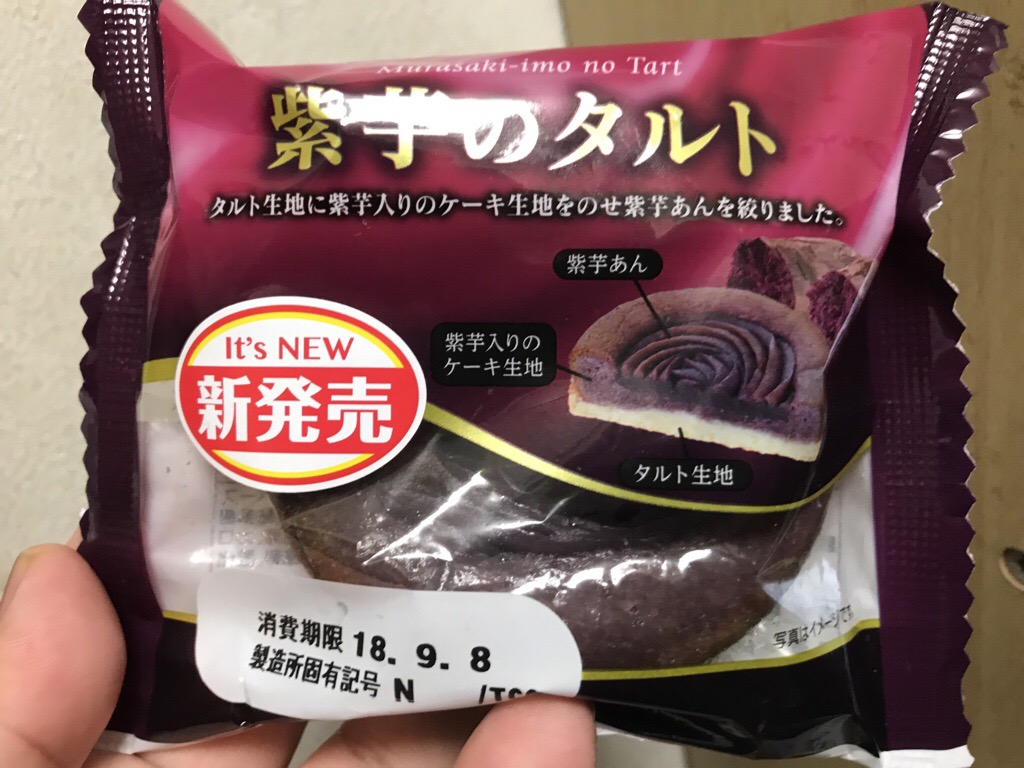 Murasaki-imo no Tart
紫芋のタルト
タルト生地に紫芋入りのケーキ生地をのせ紫芋あんを絞りました。
紫芋あん
紫芋入りの
ケーキ生地
タルト生地
It's NEW
新発売
写真はイメージです
消費期限 18. 9. 8
製造所固有記号 N